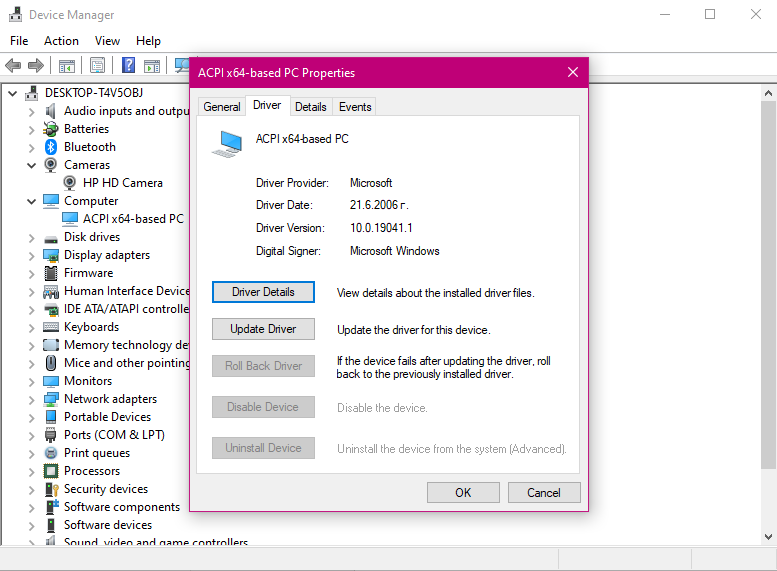 Device Manager
File Action View Help
DESKTOP-T4V5OBJ
Audio inputs and outpu
Batteries
Bluetooth
Cameras
HP HD Camera
Computer
ACPI x64-based PC
Disk drives
Display adapters
Firmware
Human Interface Device
IDE ATA/ATAPI controlle
Keyboards
Memory technology de
Mice and other pointing
Monitors
Network adapters
Portable Devices
Ports (COM & LPT)
Print queues
Processors
Security devices
Software components
Software devices
Sound, video and game controllers
ACPI x64-based PC Properties
General Driver Details Events
ACPI x64-based PC
Driver Provider: Microsoft
Driver Date: 21.6.2006 г.
Driver Version: 10.0.19041.1
Digital Signer: Microsoft Windows
Driver Details View details about the installed driver files.
Update Driver Update the driver for this device.
Roll Back Driver If the device fails after updating the driver, roll
back to the previously installed driver.
Disable Device Disable the device.
Uninstall Device Uninstall the device from the system (Advanced).
OK Cancel